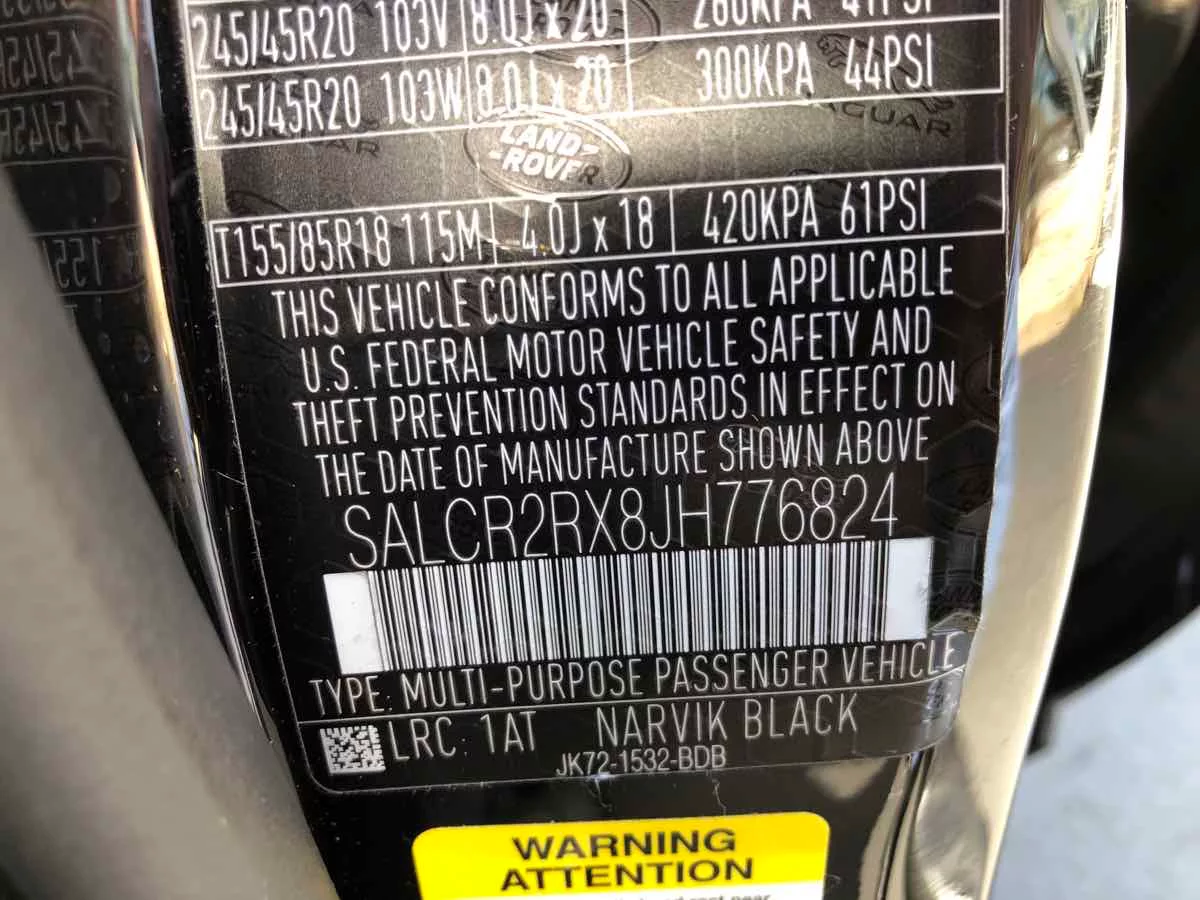 245/45R20 103V 8.0J x 20 280KPA 41PSI
245/45R20 103W 8.0J x 20 300KPA 44PSI
LAND-
-ROVER
JAGUAR
T155/85R18 115M 4.0J x 18 420KPA 61PSI
THIS VEHICLE CONFORMS TO ALL APPLICABLE
U.S. FEDERAL MOTOR VEHICLE SAFETY AND
THEFT PREVENTION STANDARDS IN EFFECT ON
THE DATE OF MANUFACTURE SHOWN ABOVE
SALCR2RX8JH776824
TYPE: MULTI-PURPOSE PASSENGER VEHICLE
LRC: 1AT NARVIK BLACK
JK72-1532-BDB
WARNING
ATTENTION